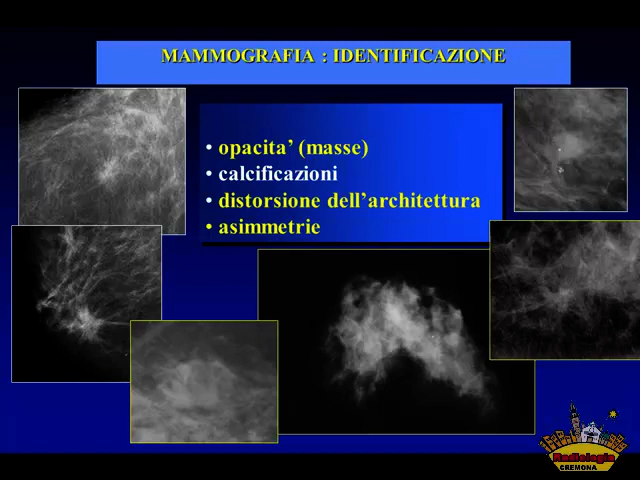 MAMMOGRAFIA : IDENTIFICAZIONE
• opacita’ (masse)
• calcificazioni
• distorsione dell’architettura
• asimmetrie
Radiologia
CREMONA